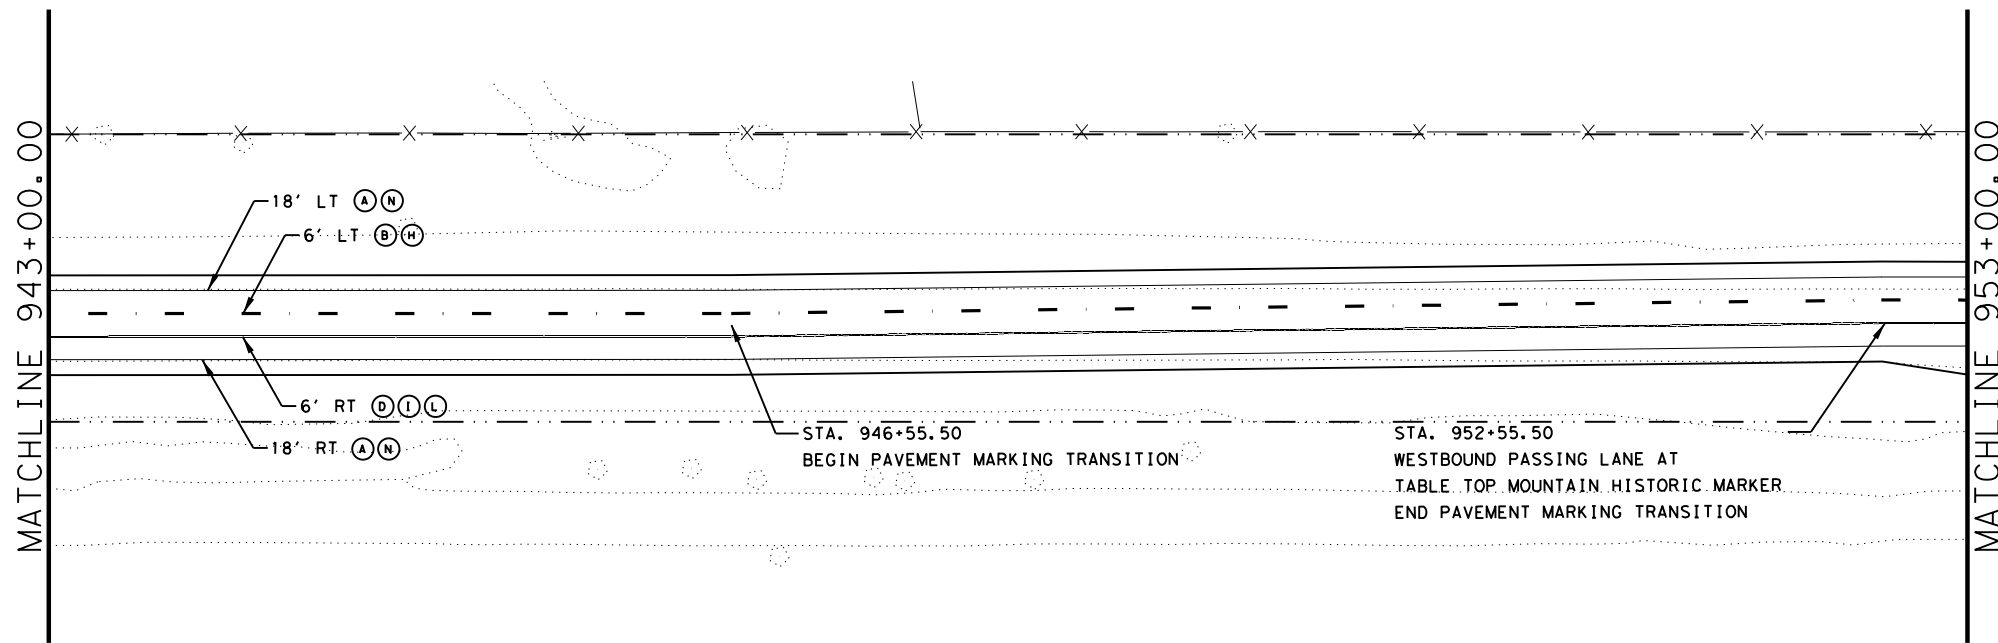 MATCHLINE 943+00.00
18' LT A N
6' LT B H
6' RT D I L
18' RT A N
STA. 946+55.50
BEGIN PAVEMENT MARKING TRANSITION
STA. 952+55.50
WESTBOUND PASSING LANE AT
TABLE TOP MOUNTAIN HISTORIC MARKER
END PAVEMENT MARKING TRANSITION
MATCHLINE 953+00.00